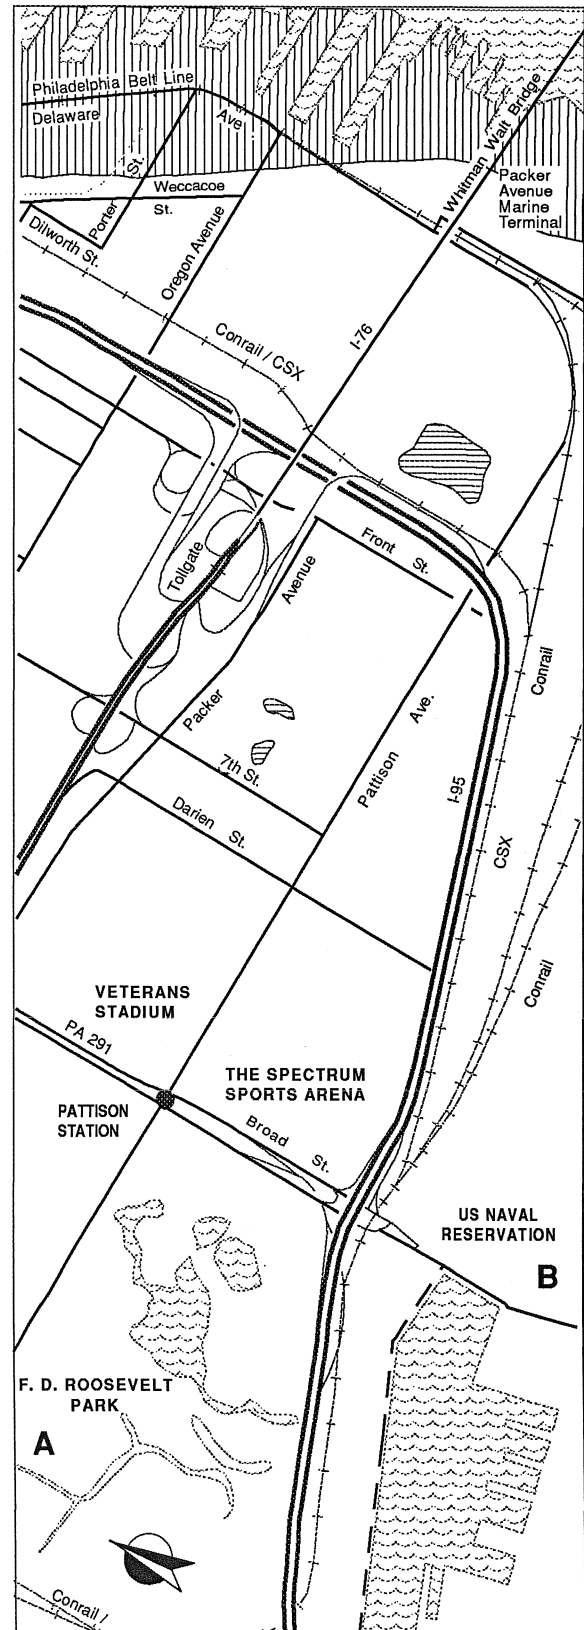 Philadelphia Belt Line
Delaware
Ave
Whitman Walt Bridge
Packer
Avenue
Marine
Terminal
Weccacoe
St.
Porter St.
Dilworth St.
Oregon Avenue
I-76
Conrail / CSX
Front St.
Tollgate
Avenue
Packer
Conrail
Pattison Ave.
7th St.
I-95
Darien St.
CSX
Conrail
VETERANS
STADIUM
PA 291
THE SPECTRUM
SPORTS ARENA
PATTISON
STATION
Broad St.
US NAVAL
RESERVATION
B
F. D. ROOSEVELT
PARK
A
Conrail /